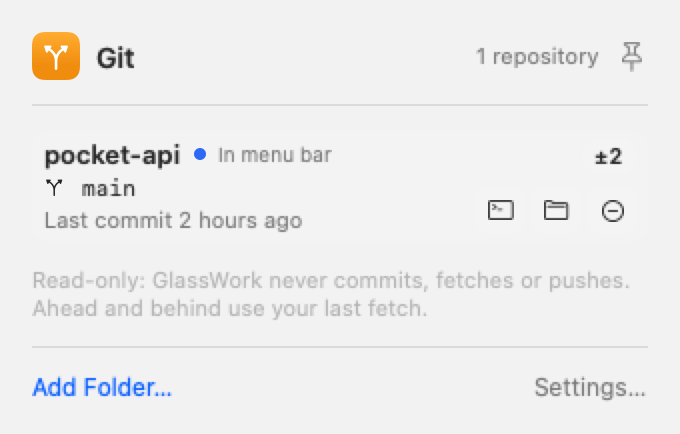 Git
1 repository
pocket-api
In menu bar
±2
main
Last commit 2 hours ago
Read-only: GlassWork never commits, fetches or pushes.
Ahead and behind use your last fetch.
Add Folder...
Settings...